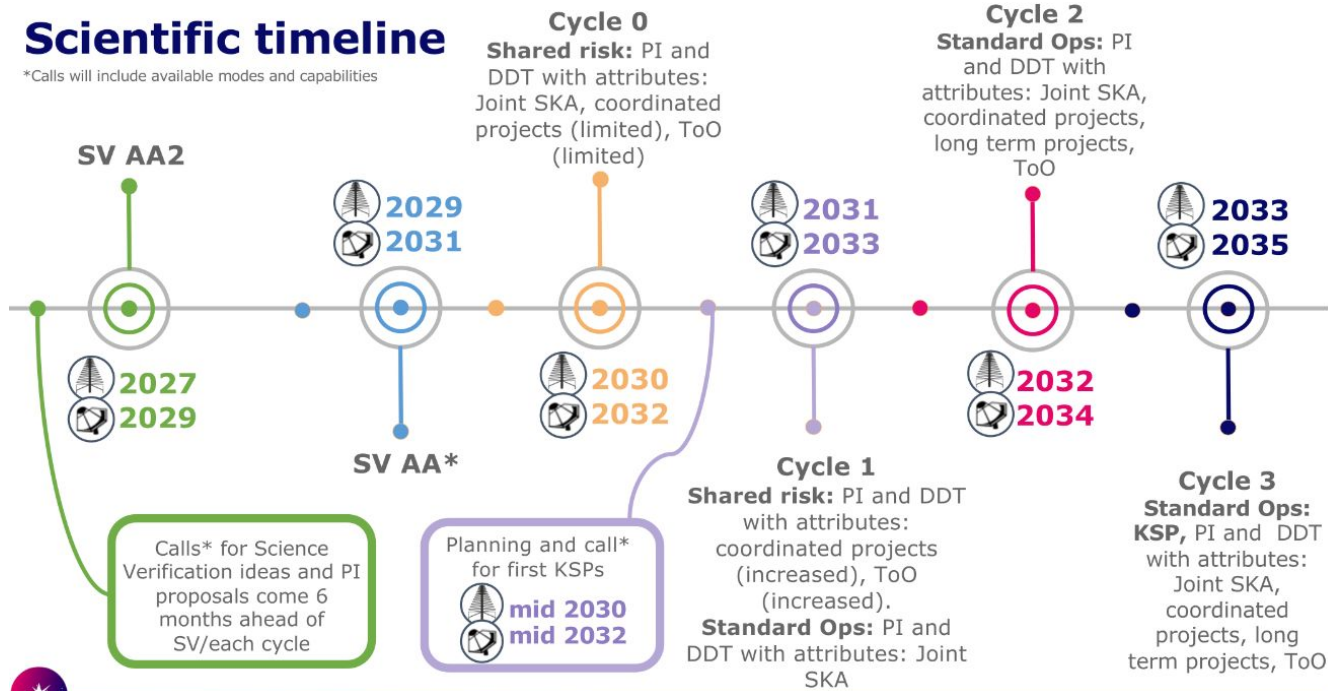 Scientific timeline
*Calls will include available modes and capabilities
SV AA2
2027
2029
Calls* for Science
Verification ideas and PI
proposals come 6
months ahead of
SV/each cycle
2029
2031
SV AA*
Cycle 0
Shared risk: PI and
DDT with attributes:
Joint SKA, coordinated
projects (limited), ToO
(limited)
2030
2032
Planning and call*
for first KSPs
mid 2030
mid 2032
2031
2033
Cycle 1
Shared risk: PI and DDT
with attributes:
coordinated projects
(increased), ToO
(increased).
Standard Ops: PI and
DDT with attributes: Joint
SKA
Cycle 2
Standard Ops: PI
and DDT with
attributes: Joint SKA,
coordinated projects,
long term projects,
ToO
2032
2034
2033
2035
Cycle 3
Standard Ops:
KSP, PI and DDT
with attributes:
Joint SKA,
coordinated
projects, long
term projects, ToO